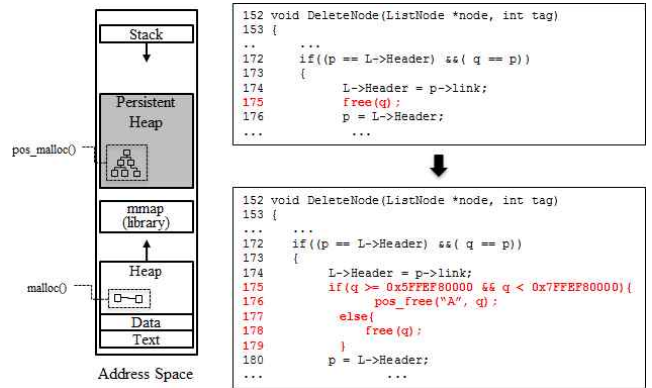 Stack
Persistent
Heap
pos_malloc()
mmap
(library)
Heap
malloc()
Data
Text
Address Space
152 void DeleteNode(ListNode *node, int tag)
153 {
.. ...
172 if((p == L->Header) &&( q == p))
173 {
174 L->Header = p->link;
175 free(q);
176 p = L->Header;
... ...
152 void DeleteNode(ListNode *node, int tag)
153 {
... ...
172 if((p == L->Header) &&( q == p))
173 {
174 L->Header = p->link;
175 if(q >= 0x5FFEF80000 && q < 0x7FFEF80000){
176 pos_free("A", q);
177 else{
178 free(q);
179 }
180 p = L->Header;
... ...